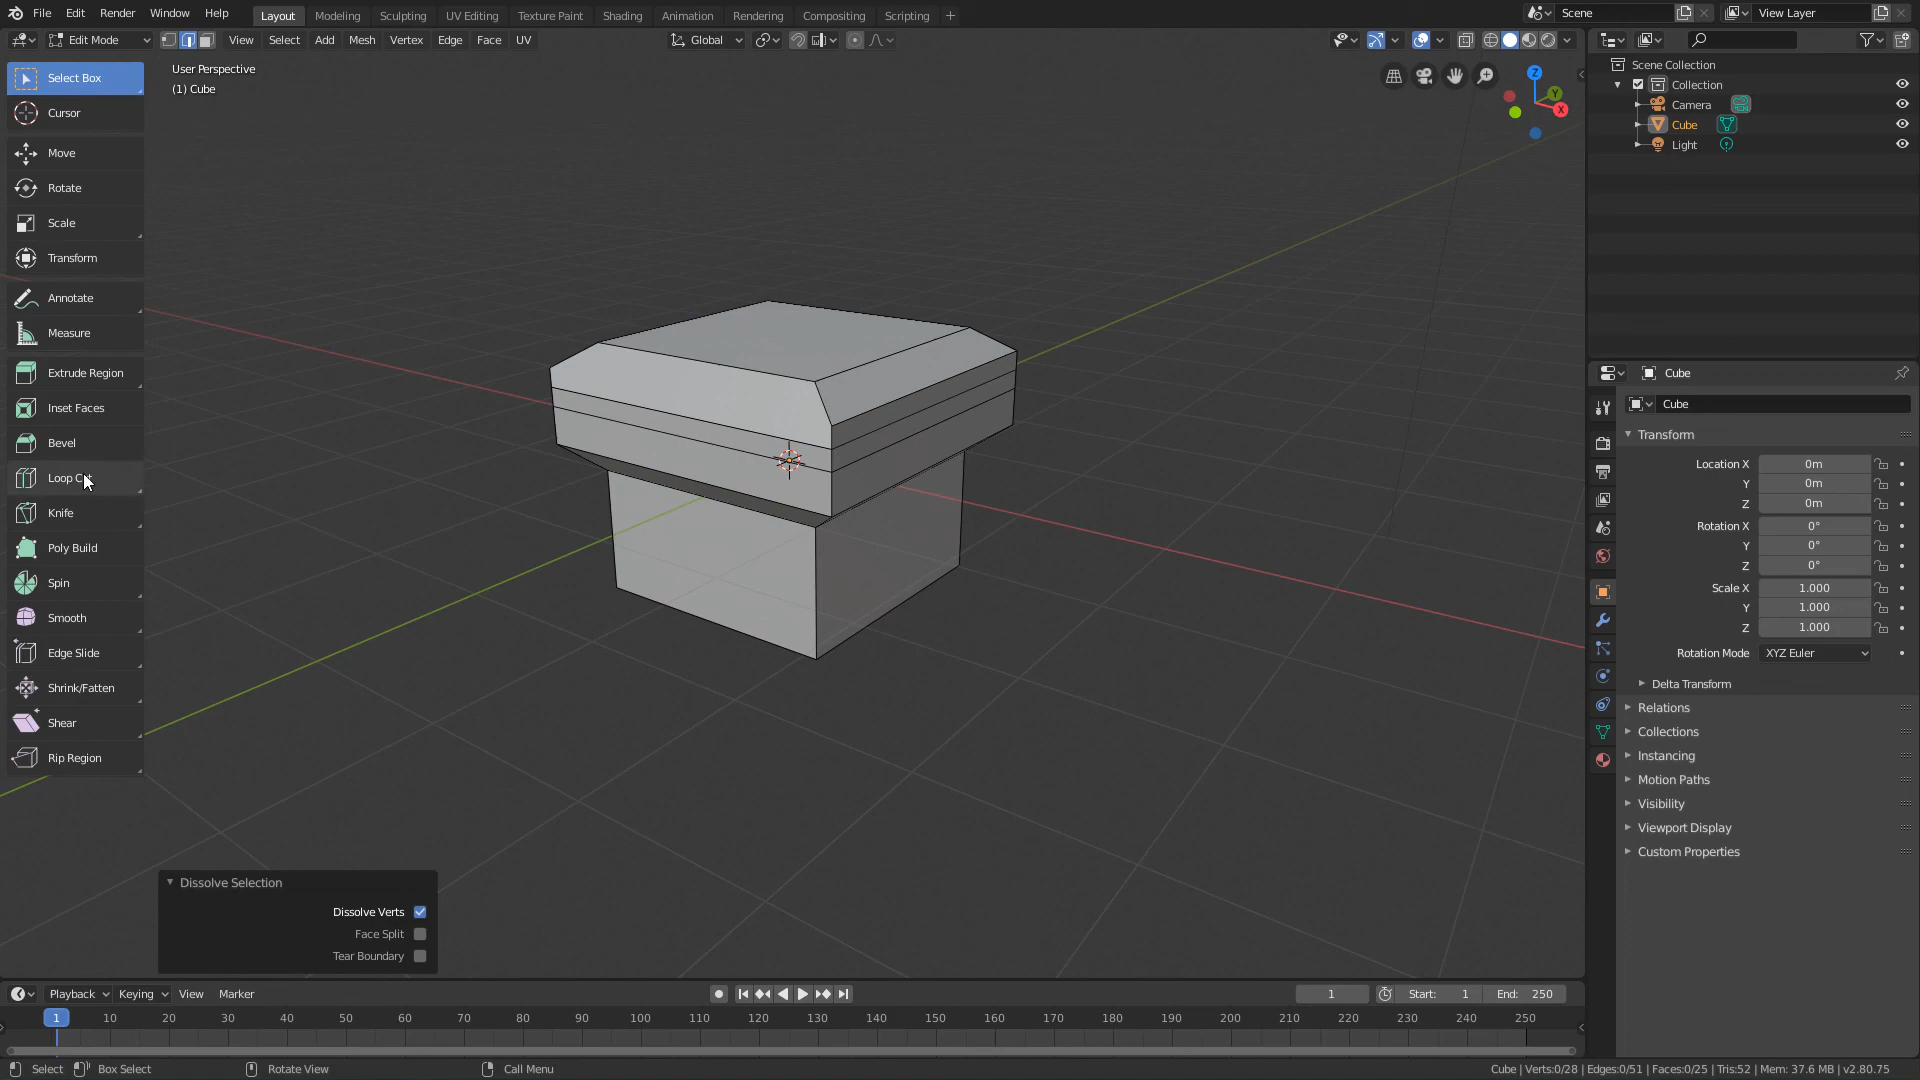 File Edit Render Window Help Layout Modeling Sculpting UV Editing Texture Paint Shading Animation Rendering Compositing Scripting + Scene View Layer
Edit Mode View Select Add Mesh Vertex Edge Face UV Global
User Perspective
(1) Cube
Select Box
Cursor
Move
Rotate
Scale
Transform
Annotate
Measure
Extrude Region
Inset Faces
Bevel
Loop
Knife
Poly Build
Spin
Smooth
Edge Slide
Shrink/Fatten
Shear
Rip Region
Z
Y
X
Dissolve Selection
Dissolve Verts
Face Split
Tear Boundary
Scene Collection
Collection
Camera
Cube
Light
Cube
Cube
Transform
Location X 0m
Y 0m
Z 0m
Rotation X 0°
Y 0°
Z 0°
Scale X 1.000
Y 1.000
Z 1.000
Rotation Mode XYZ Euler
Delta Transform
Relations
Collections
Instancing
Motion Paths
Visibility
Viewport Display
Custom Properties
Playback Keying View Marker 1 Start: 1 End: 250
1 10 20 30 40 50 60 70 80 90 100 110 120 130 140 150 160 170 180 190 200 210 220 230 240 250
Select Box Select Rotate View Call Menu Cube | Verts:0/28 | Edges:0/51 | Faces:0/25 | Tris:52 | Mem: 37.6 MB | v2.80.75